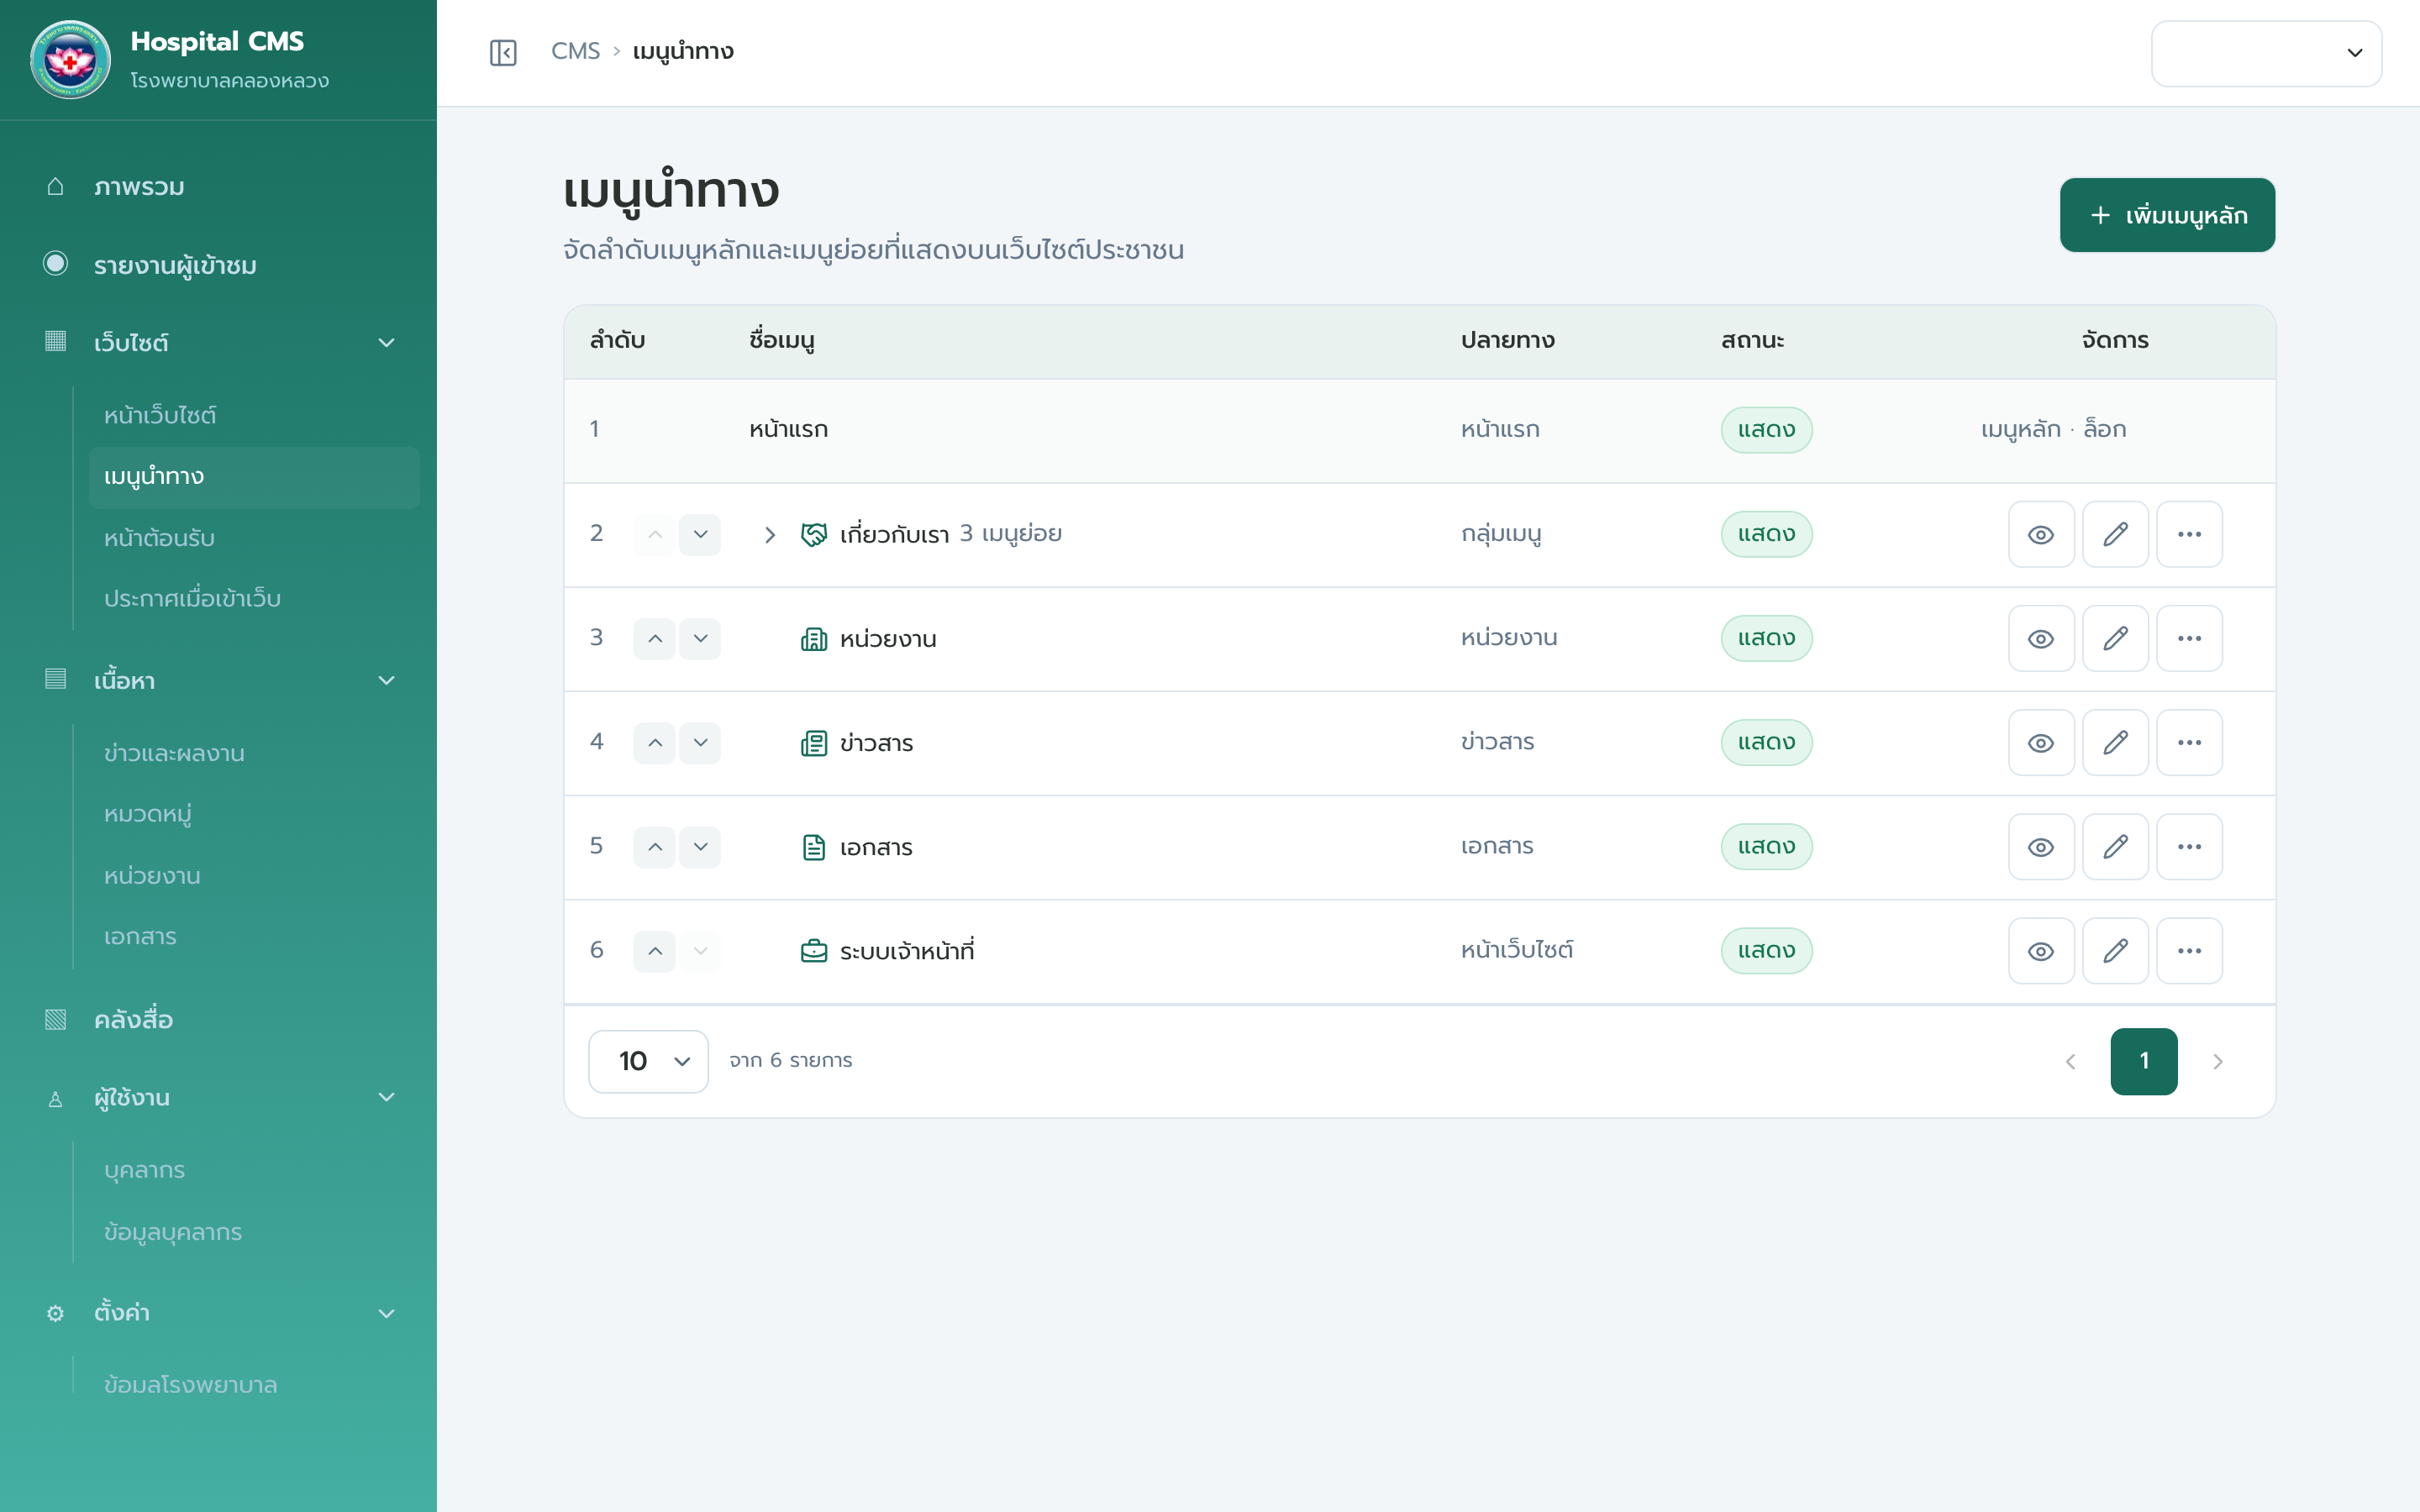 Hospital CMS
โรงพยาบาลคลองหลวง
ภาพรวม
รายงานผู้เข้าชม
เว็บไซต์
หน้าเว็บไซต์
เมนูนำทาง
หน้าต้อนรับ
ประกาศเมื่อเข้าเว็บ
เนื้อหา
ข่าวและผลงาน
หมวดหมู่
หน่วยงาน
เอกสาร
คลังสื่อ
ผู้ใช้งาน
บุคลากร
ข้อมูลบุคลากร
ตั้งค่า
ข้อมูลโรงพยาบาล
CMS › เมนูนำทาง
เมนูนำทาง
จัดลำดับเมนูหลักและเมนูย่อยที่แสดงบนเว็บไซต์ประชาชน
+ เพิ่มเมนูหลัก
ลำดับ ชื่อเมนู ปลายทาง สถานะ จัดการ
1 หน้าแรก หน้าแรก แสดง เมนูหลัก · ล็อก
2 เกี่ยวกับเรา 3 เมนูย่อย กลุ่มเมนู แสดง
3 หน่วยงาน หน่วยงาน แสดง
4 ข่าวสาร ข่าวสาร แสดง
5 เอกสาร เอกสาร แสดง
6 ระบบเจ้าหน้าที่ หน้าเว็บไซต์ แสดง
10 จาก 6 รายการ 1